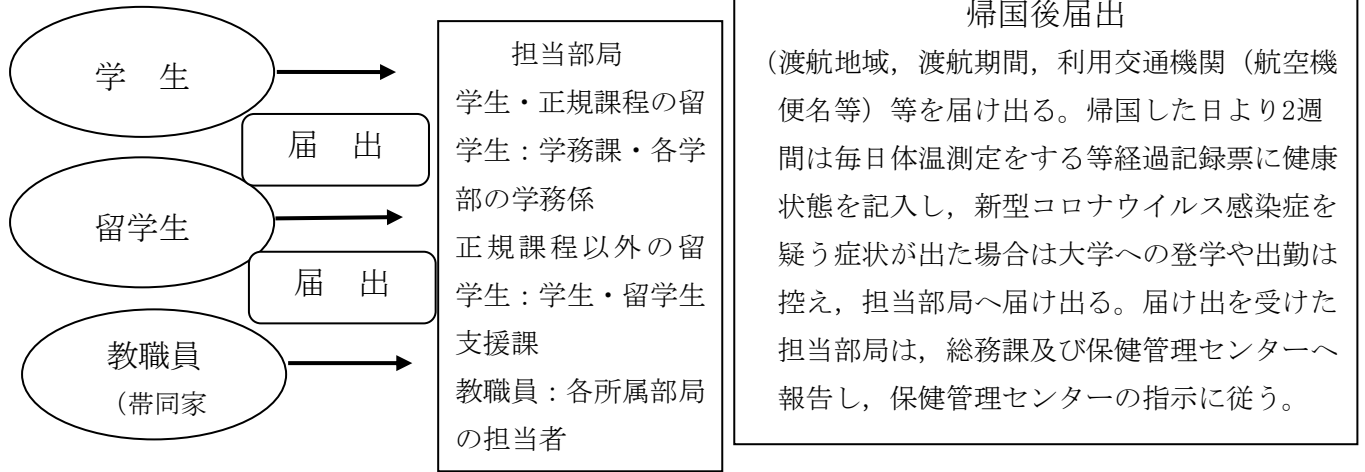 学 生
届 出
留学生
届 出
教職員
（帯同家
担当部局
学生・正規課程の留
学生：学務課・各学
部の学務係
正規課程以外の留
学生：学生・留学生
支援課
教職員：各所属部局
の担当者
帰国後届出
（渡航地域，渡航期間，利用交通機関（航空機
便名等）等を届け出る。帰国した日より2週
間は毎日体温測定をする等経過記録票に健康
状態を記入し，新型コロナウイルス感染症を
疑う症状が出た場合は大学への登学や出勤は
控え，担当部局へ届け出る。届け出を受けた
担当部局は，総務課及び保健管理センターへ
報告し，保健管理センターの指示に従う。